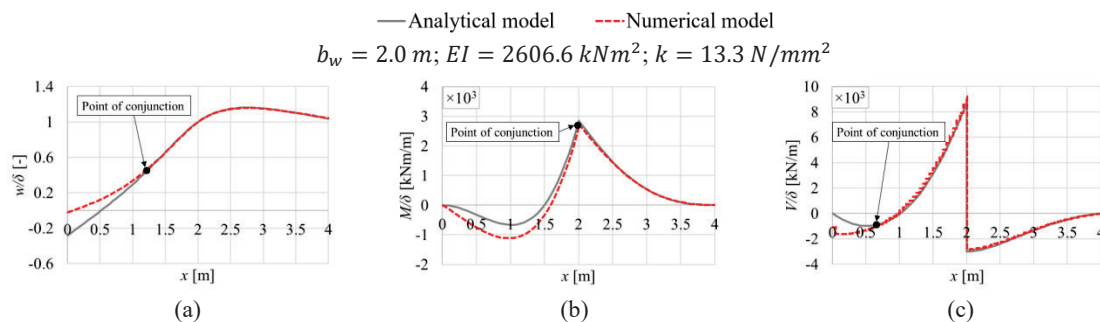 Analytical model Numerical model
b_w = 2.0 m; EI = 2606.6 kNm²; k = 13.3 N/mm²
1.4
1
0.6
0.2
-0.2
-0.6
w/δ [-]
Point of conjunction
0 0.5 1 1.5 2 2.5 3 3.5 4
x [m]
(a)
×10³
4
3
2
1
0
-1
-2
M/δ [kNm/m]
Point of conjunction
0 0.5 1 1.5 2 2.5 3 3.5 4
x [m]
(b)
×10³
10
8
6
4
2
0
-2
-4
V/δ [kN/m]
Point of conjunction
0 0.5 1 1.5 2 2.5 3 3.5 4
x [m]
(c)